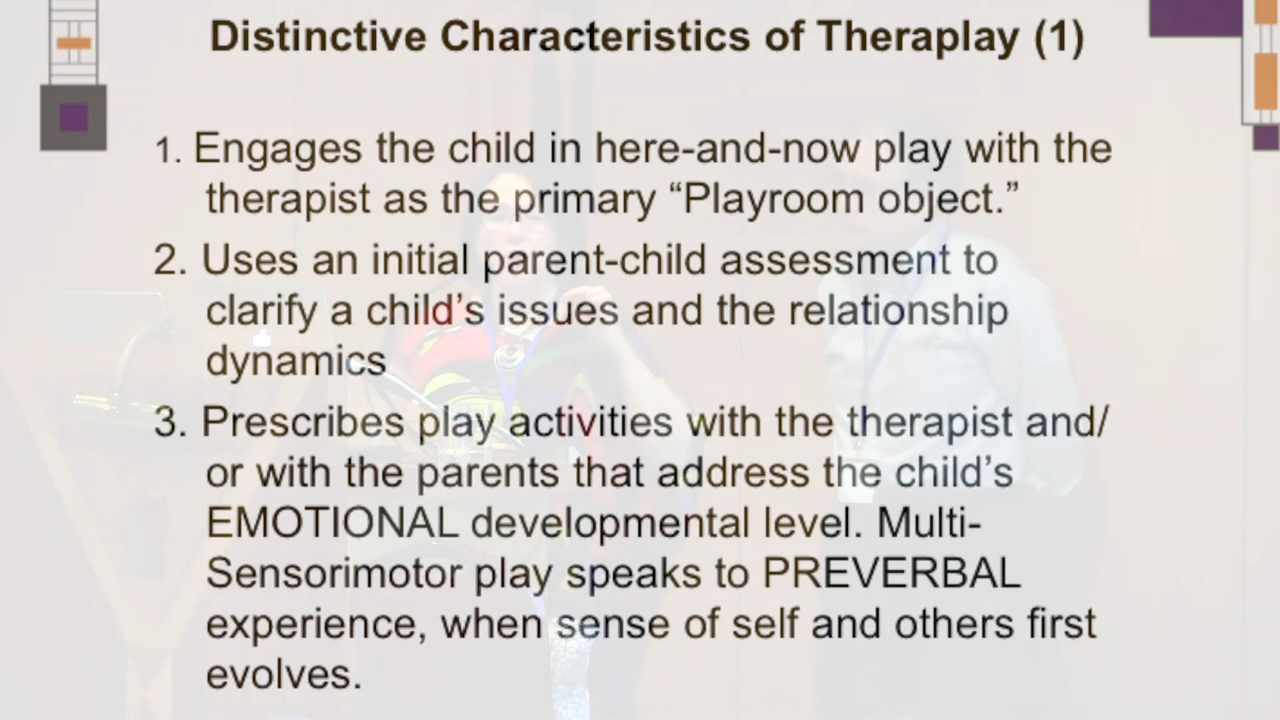 Distinctive Characteristics of Theraplay (1)
1. Engages the child in here-and-now play with the
therapist as the primary “Playroom object.”
2. Uses an initial parent-child assessment to
clarify a child’s issues and the relationship
dynamics
3. Prescribes play activities with the therapist and/
or with the parents that address the child’s
EMOTIONAL developmental level. Multi-
Sensorimotor play speaks to PREVERBAL
experience, when sense of self and others first
evolves.